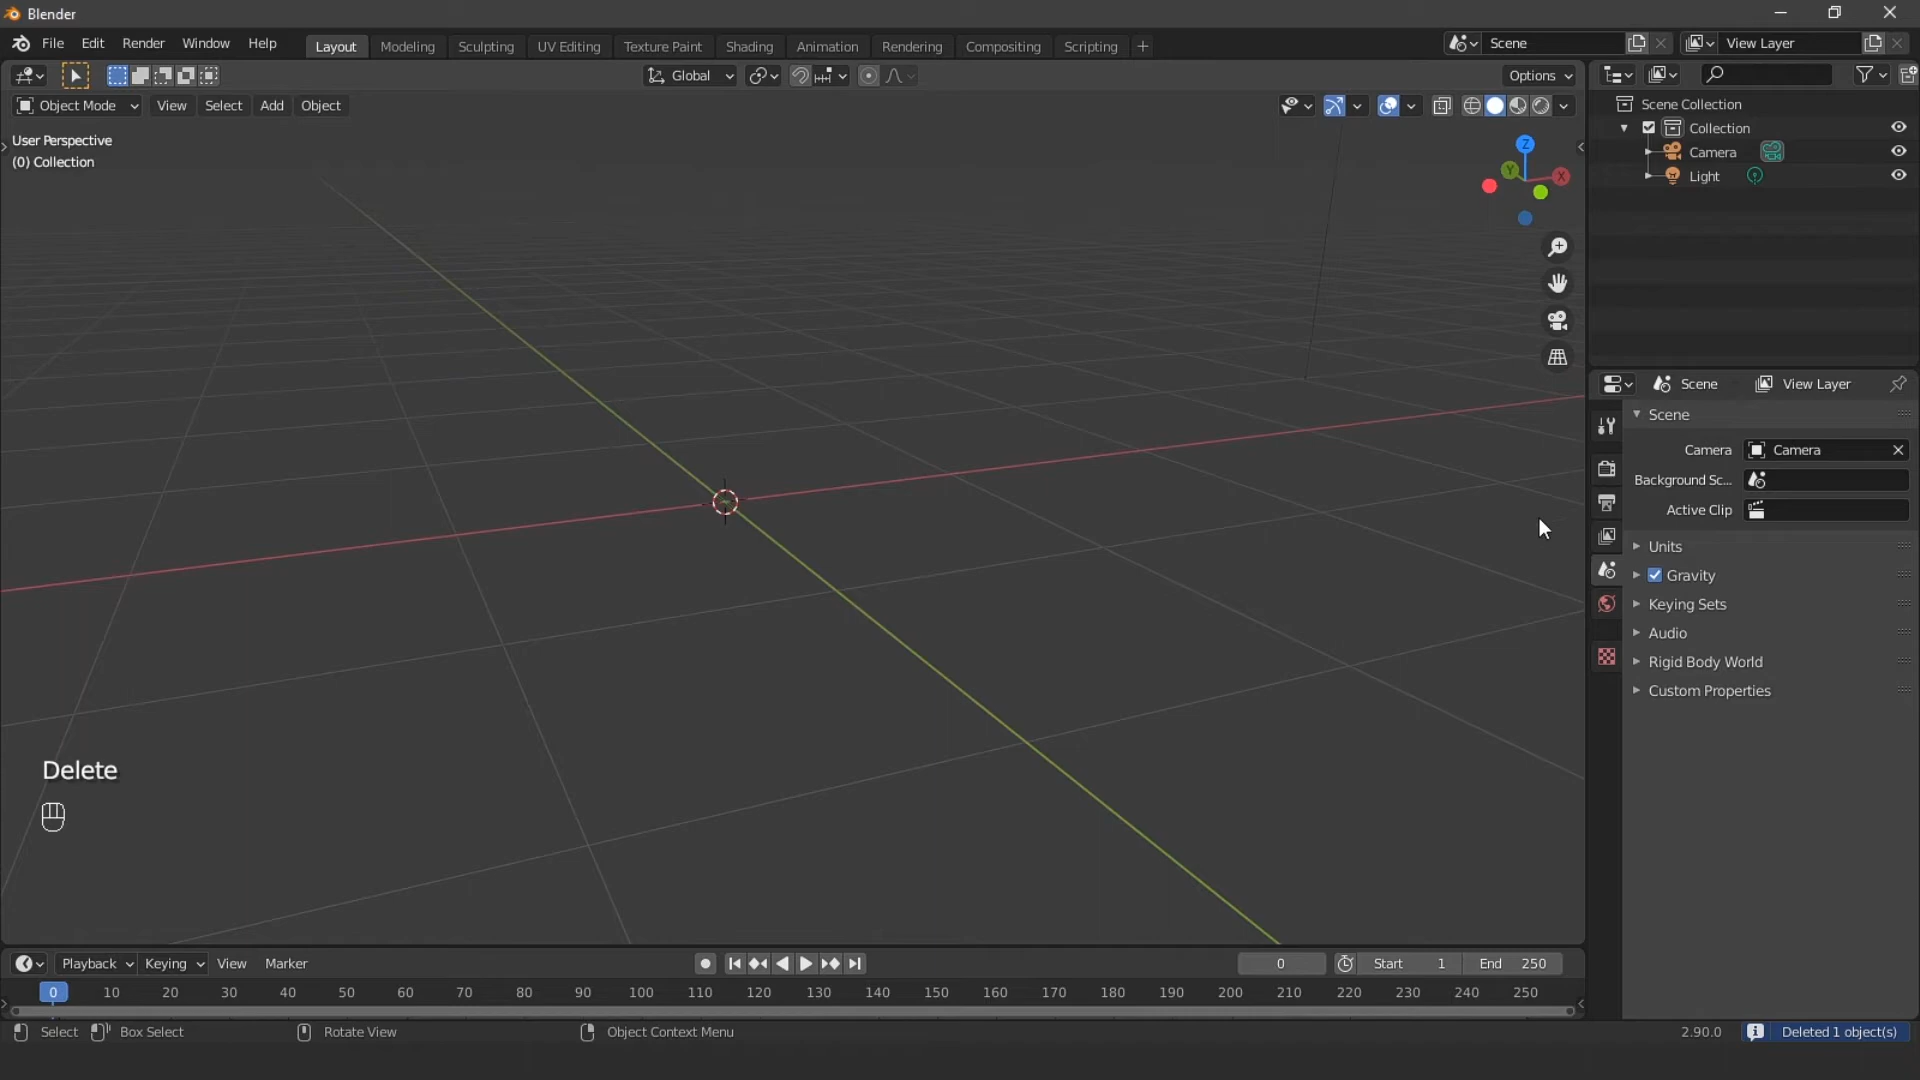 Blender
File Edit Render Window Help Layout Modeling Sculpting UV Editing Texture Paint Shading Animation Rendering Compositing Scripting + Scene View Layer
Global Options
Object Mode View Select Add Object
Scene Collection
Collection
Camera
Light
User Perspective
(0) Collection
Z
Y
X
Scene View Layer
Scene
Camera Camera
Background Sc...
Active Clip
Units
Gravity
Keying Sets
Audio
Rigid Body World
Custom Properties
Delete
Playback Keying View Marker 0 Start 1 End 250
0 10 20 30 40 50 60 70 80 90 100 110 120 130 140 150 160 170 180 190 200 210 220 230 240 250
Select Box Select Rotate View Object Context Menu 2.90.0 Deleted 1 object(s)